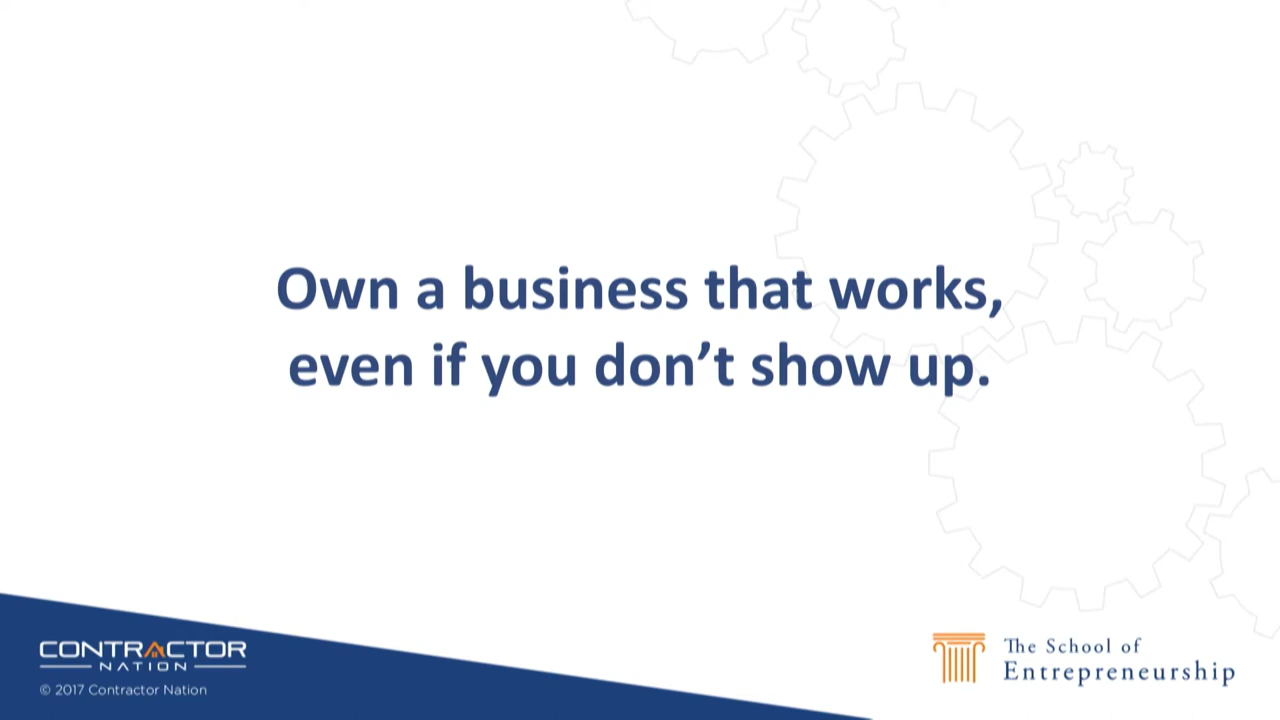 Own a business that works,
even if you don’t show up.
CONTRACTOR
NATION
© 2017 Contractor Nation
The School of
Entrepreneurship